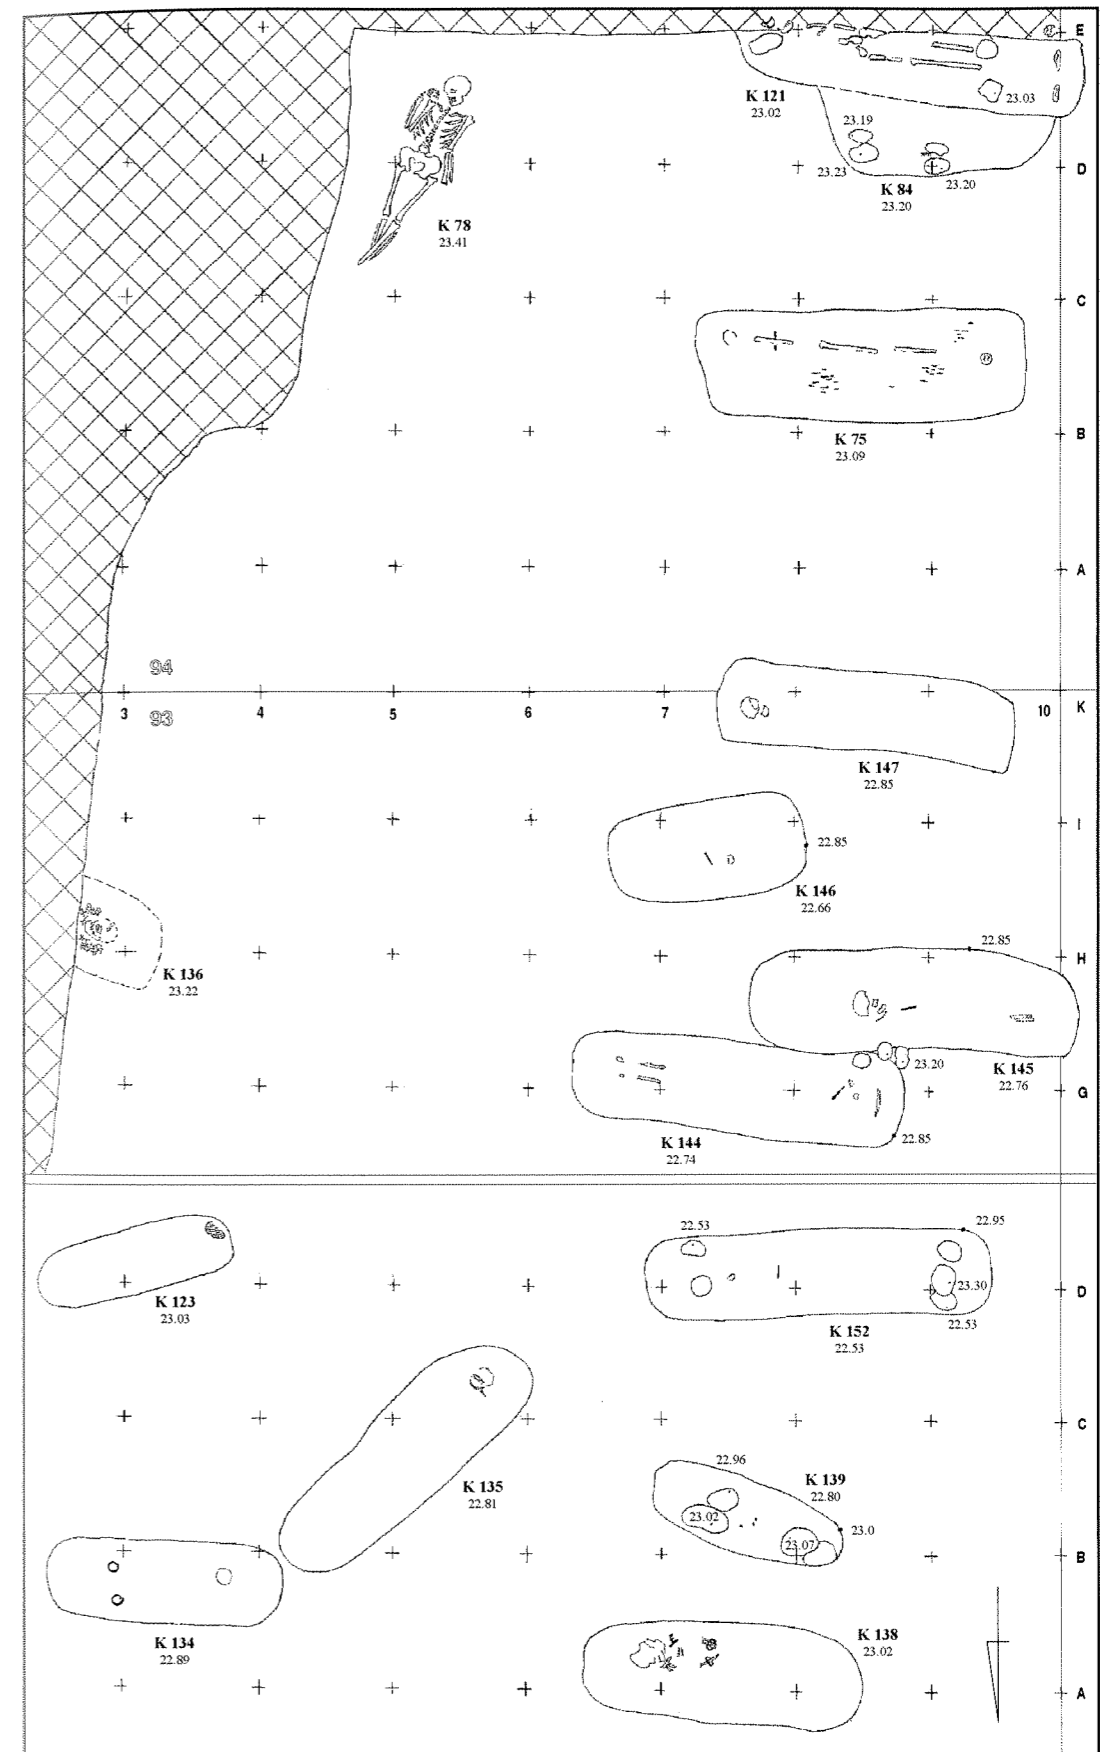 E
K 121
23.02
23.03
23.19
23.23
K 84
23.20
23.20
D
K 78
23.41
C
K 75
23.09
B
A
94
93
3
4
5
6
7
10
K
K 147
22.85
I
22.85
K 146
22.66
22.85
H
K 136
23.22
23.20
K 145
22.76
G
K 144
22.74
22.85
K 123
23.03
22.53
22.95
23.30
D
K 152
22.53
22.53
C
K 135
22.81
22.96
K 139
22.80
23.02
23.0
23.07
B
K 134
22.89
K 138
23.02
A